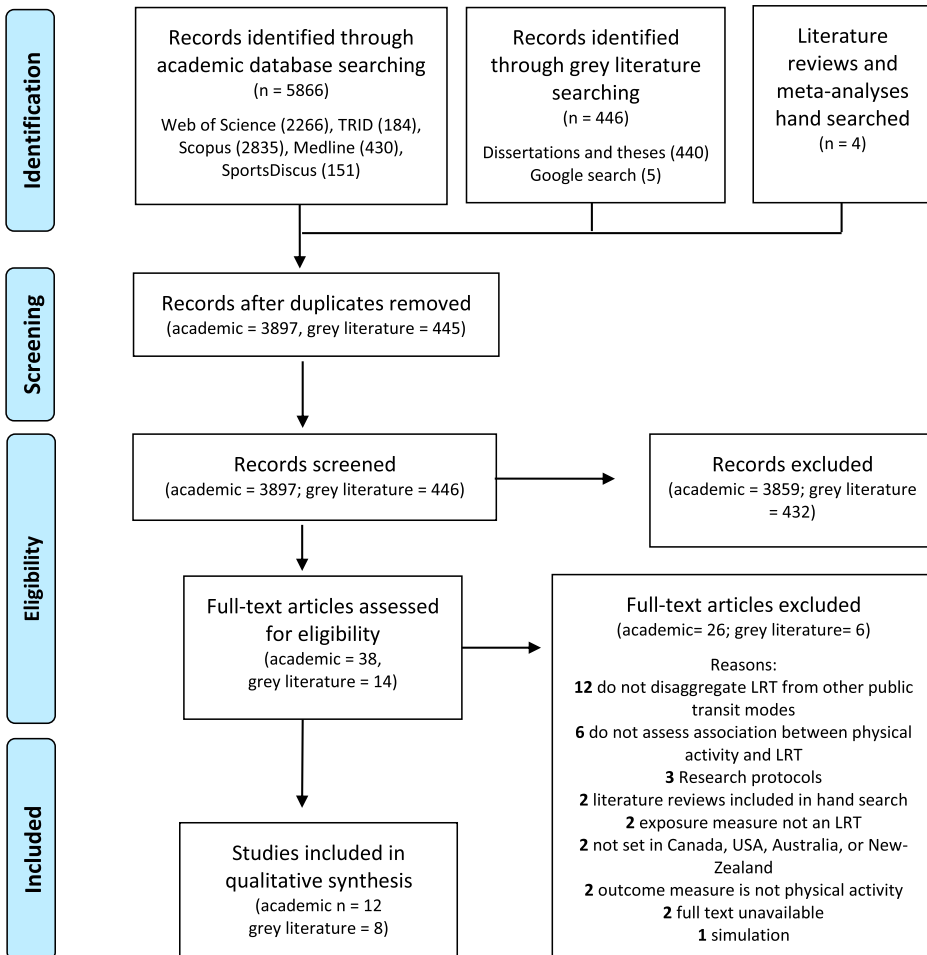 Identification
Records identified through
academic database searching
(n = 5866)
Web of Science (2266), TRID (184),
Scopus (2835), Medline (430),
SportsDiscus (151)
Records identified
through grey literature
searching
(n = 446)
Dissertations and theses (440)
Google search (5)
Literature
reviews and
meta-analyses
hand searched
(n = 4)
Screening
Records after duplicates removed
(academic = 3897, grey literature = 445)
Eligibility
Records screened
(academic = 3897; grey literature = 446)
Records excluded
(academic = 3859; grey literature
= 432)
Full-text articles assessed
for eligibility
(academic = 38,
grey literature = 14)
Full-text articles excluded
(academic= 26; grey literature= 6)
Reasons:
12 do not disaggregate LRT from other public
transit modes
6 do not assess association between physical
activity and LRT
3 Research protocols
2 literature reviews included in hand search
2 exposure measure not an LRT
2 not set in Canada, USA, Australia, or New-
Zealand
2 outcome measure is not physical activity
2 full text unavailable
1 simulation
Included
Studies included in
qualitative synthesis
(academic n = 12
grey literature = 8)